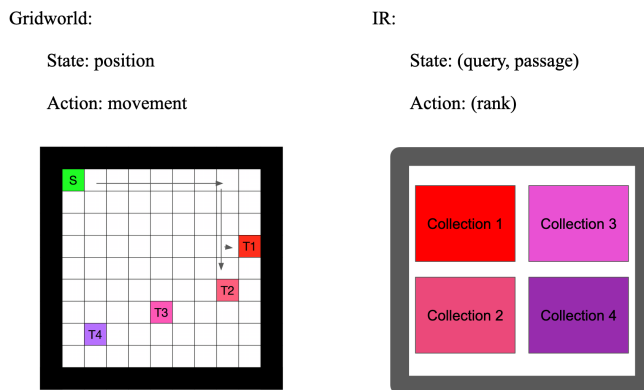 Gridworld:
State: position
Action: movement
S
T1
T2
T3
T4
IR:
State: (query, passage)
Action: (rank)
Collection 1
Collection 3
Collection 2
Collection 4